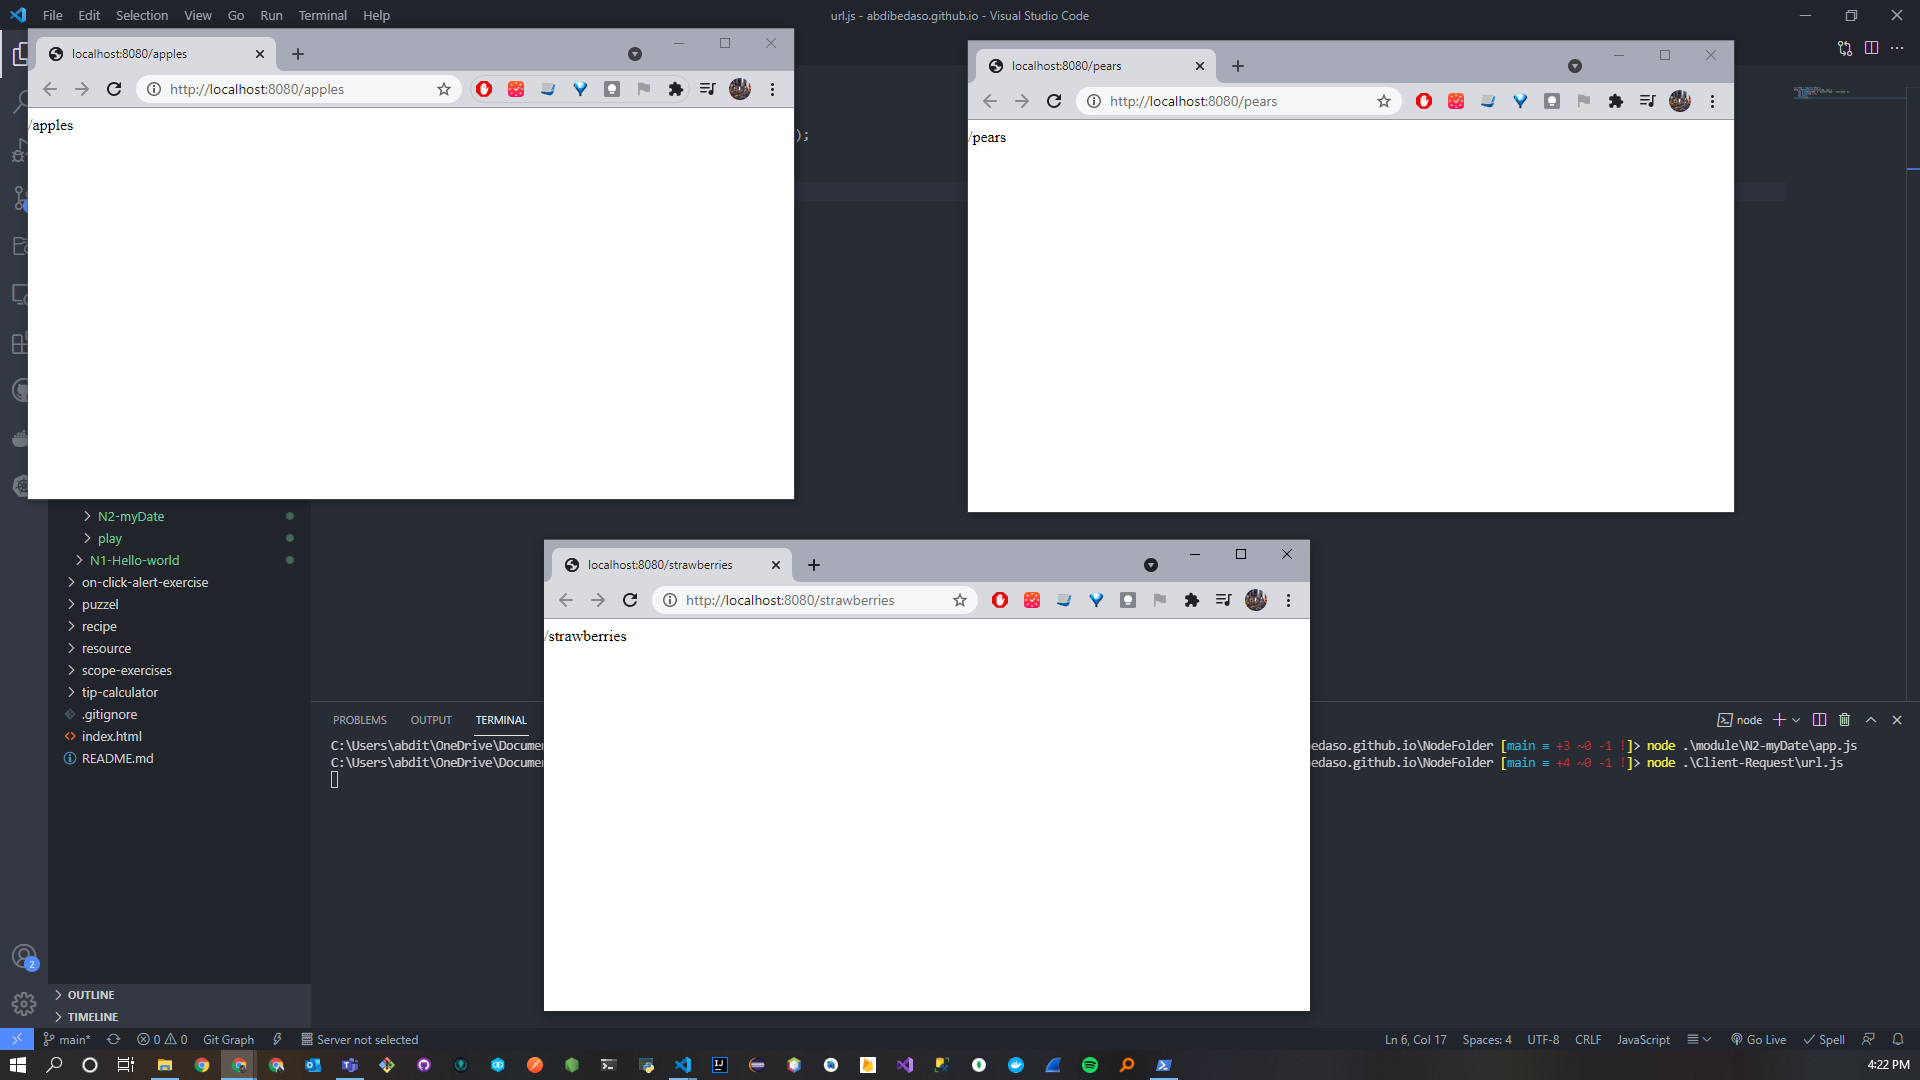 File Edit Selection View Go Run Terminal Help
url.js - abdibedaso.github.io - Visual Studio Code
localhost:8080/apples
http://localhost:8080/apples
/apples
);
localhost:8080/pears
http://localhost:8080/pears
/pears
N2-myDate
play
N1-Hello-world
on-click-alert-exercise
puzzel
recipe
resource
scope-exercises
tip-calculator
.gitignore
index.html
README.md
OUTLINE
TIMELINE
localhost:8080/strawberries
http://localhost:8080/strawberries
/strawberries
PROBLEMS OUTPUT TERMINAL
node
C:\Users\abdit\OneDrive\Docume
edaso.github.io\NodeFolder [main ≡ +3 ~0 -1 !]> node .\module\N2-myDate\app.js
C:\Users\abdit\OneDrive\Docume
edaso.github.io\NodeFolder [main ≡ +4 ~0 -1 !]> node .\Client-Request\url.js
2
main* 0 0 Git Graph Server not selected
Ln 6, Col 17 Spaces: 4 UTF-8 CRLF JavaScript Go Live Spell
4:22 PM